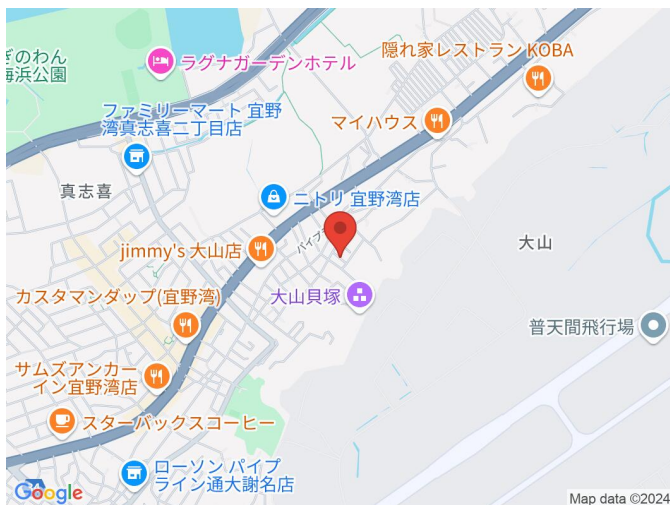 ぎのわん
海浜公園
ラグナガーデンホテル
隠れ家レストラン KOBA
ファミリーマート 宜野
湾真志喜二丁目店
マイハウス
真志喜
ニトリ 宜野湾店
大山
jimmy's 大山店
大山貝塚
カスタマンダップ(宜野湾)
普天間飛行場
サムズアンカー
イン宜野湾店
スターバックスコーヒー
ローソン パイプ
ライン通大謝名店
Google
Map data ©2024